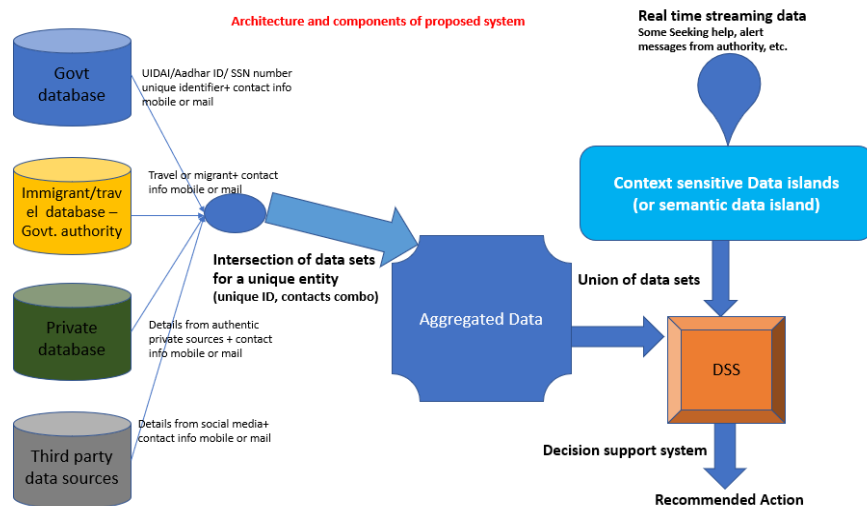 Architecture and components of proposed system
Real time streaming data
Some Seeking help, alert
messages from authority, etc.
Govt
database
UIDAI/Aadhar ID/ SSN number
unique identifier+ contact info
mobile or mail
Immigrant/trav
el database –
Govt. authority
Travel or migrant+ contact
info mobile or mail
Context sensitive Data islands
(or semantic data island)
Intersection of data sets
for a unique entity
(unique ID, contacts combo)
Union of data sets
Private
database
Details from authentic
private sources + contact
info mobile or mail
Aggregated Data
DSS
Third party
data sources
Details from social media+
contact info mobile or mail
Decision support system
Recommended Action